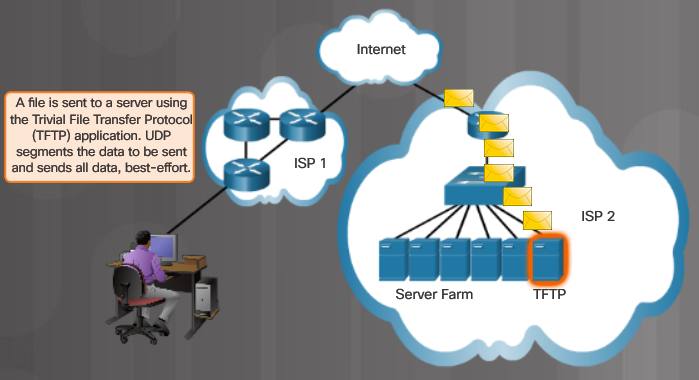 Internet
A file is sent to a server using
the Trivial File Transfer Protocol
(TFTP) application. UDP
segments the data to be sent
and sends all data, best-effort.
ISP 1
ISP 2
Server Farm
TFTP